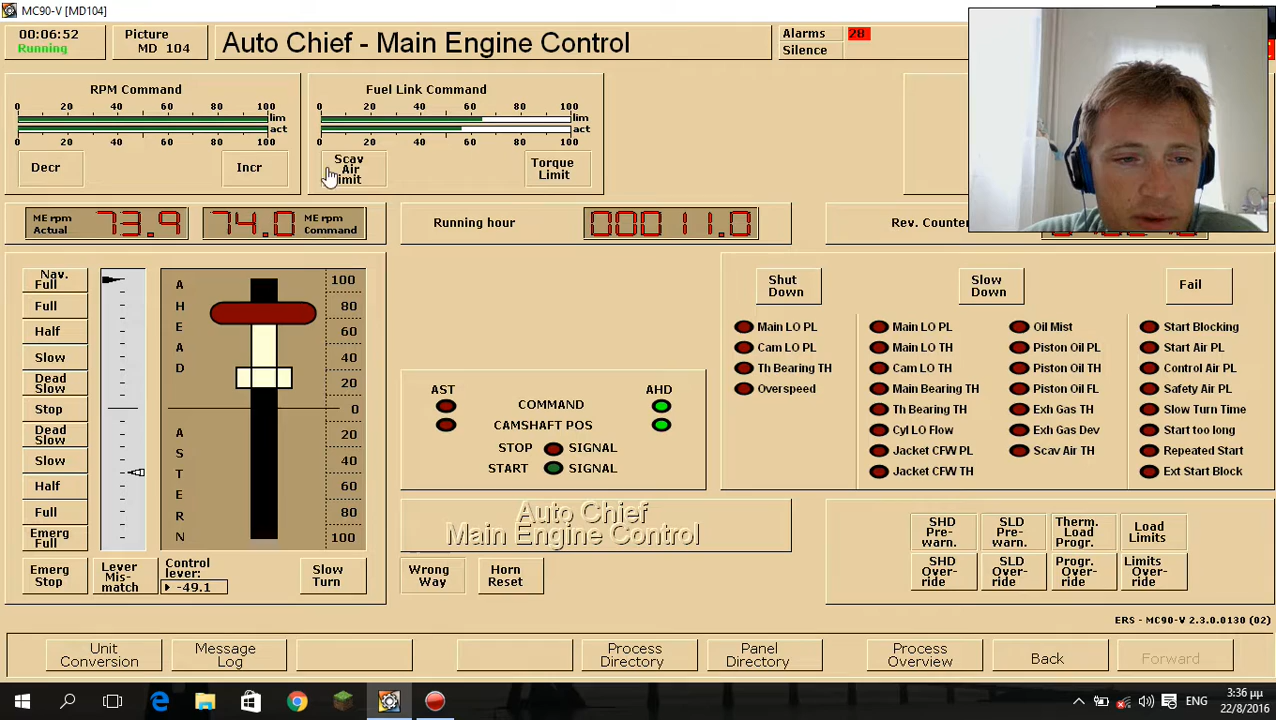 MC90-V [MD104]
00:06:52
Running
Picture
MD 104
Auto Chief - Main Engine Control
Alarms 28
Silence
RPM Command
0 20 40 60 80 100
lim
act
0 20 40 60 80 100
Decr
Incr
Fuel Link Command
0 20 40 60 80 100
lim
act
0 20 40 60 80 100
Scav
Air
Limit
Torque
Limit
ME rpm
Actual
73.9
74.0
ME rpm
Command
Running hour
00011.0
Rev. Counter
Nav.
Full
Full
Half
Slow
Dead
Slow
Stop
Dead
Slow
Slow
Half
Full
Emerg
Full
AHEAD
ASTERN
100
80
60
40
20
0
20
40
60
80
100
Emerg
Stop
Lever
Mis-
match
Control
lever:
-49.1
Slow
Turn
AST
AHD
COMMAND
CAMSHAFT POS
STOP SIGNAL
START SIGNAL
Auto Chief
Main Engine Control
Wrong
Way
Horn
Reset
Shut
Down
Main LO PL
Cam LO PL
Th Bearing TH
Overspeed
Slow
Down
Main LO PL
Main LO TH
Cam LO TH
Main Bearing TH
Th Bearing TH
Cyl LO Flow
Jacket CFW PL
Jacket CFW TH
Oil Mist
Piston Oil PL
Piston Oil TH
Piston Oil FL
Exh Gas TH
Exh Gas Dev
Scav Air TH
Fail
Start Blocking
Start Air PL
Control Air PL
Safety Air PL
Slow Turn Time
Start too long
Repeated Start
Ext Start Block
SHD
Pre-
warn.
SLD
Pre-
warn.
Therm.
Load
Progr.
Load
Limits
SHD
Over-
ride
SLD
Over-
ride
Progr.
Over-
ride
Limits
Over-
ride
ERS - MC90-V 2.3.0.0130 (02)
Unit
Conversion
Message
Log
Process
Directory
Panel
Directory
Process
Overview
Back
Forward
ENG
3:36 μμ
22/8/2016